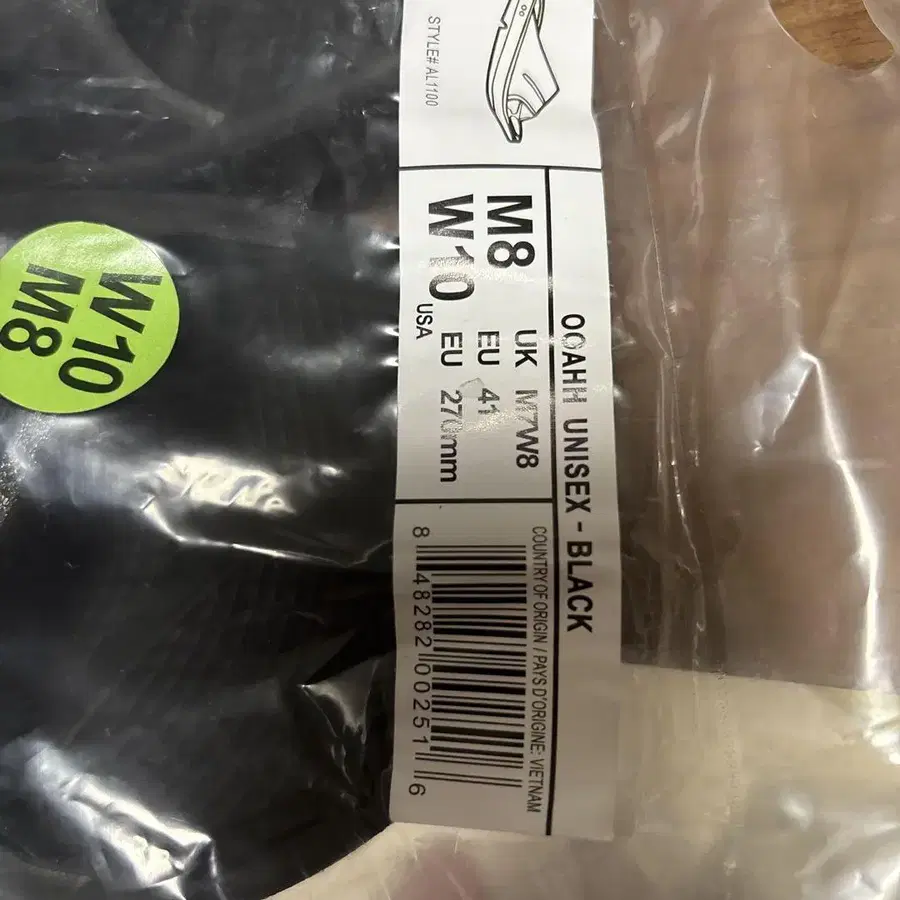 STYLE# AL1100
OOAHH UNISEX - BLACK
M8
W10
USA
UK M7W8
EU 41
EU 270mm
COUNTRY OF ORIGIN / PAYS D'ORIGINE: VIETNAM
8 48282 00251 6
W10
M8